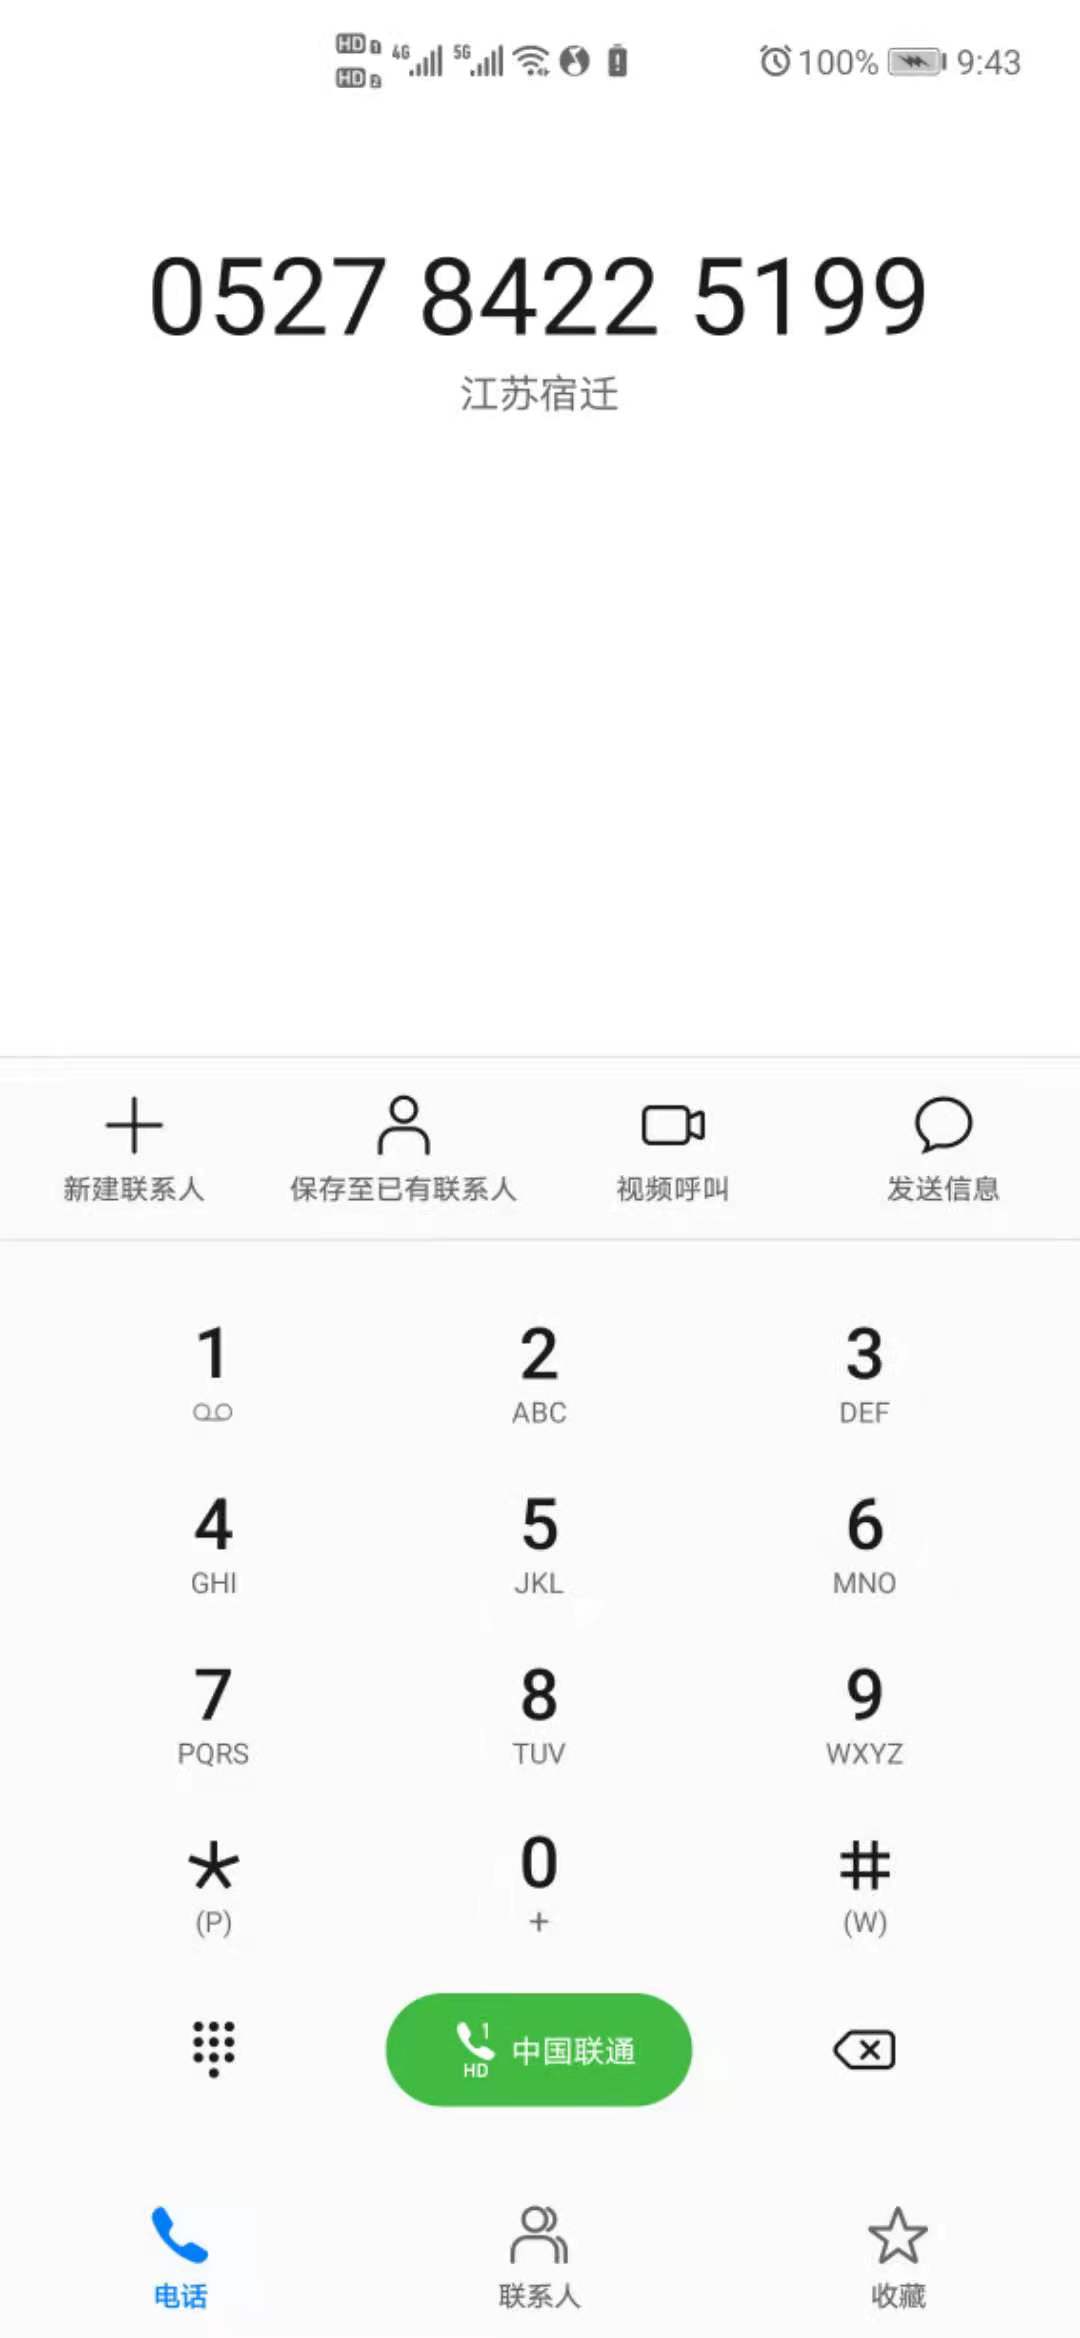 HD 1 4G 5G 100% 9:43
HD 2
0527 8422 5199
江苏宿迁
新建联系人 保存至已有联系人 视频呼叫 发送信息
1 2 3
ABC DEF
4 5 6
GHI JKL MNO
7 8 9
PQRS TUV WXYZ
* 0 #
(P) + (W)
1 HD 中国联通
电话 联系人 收藏